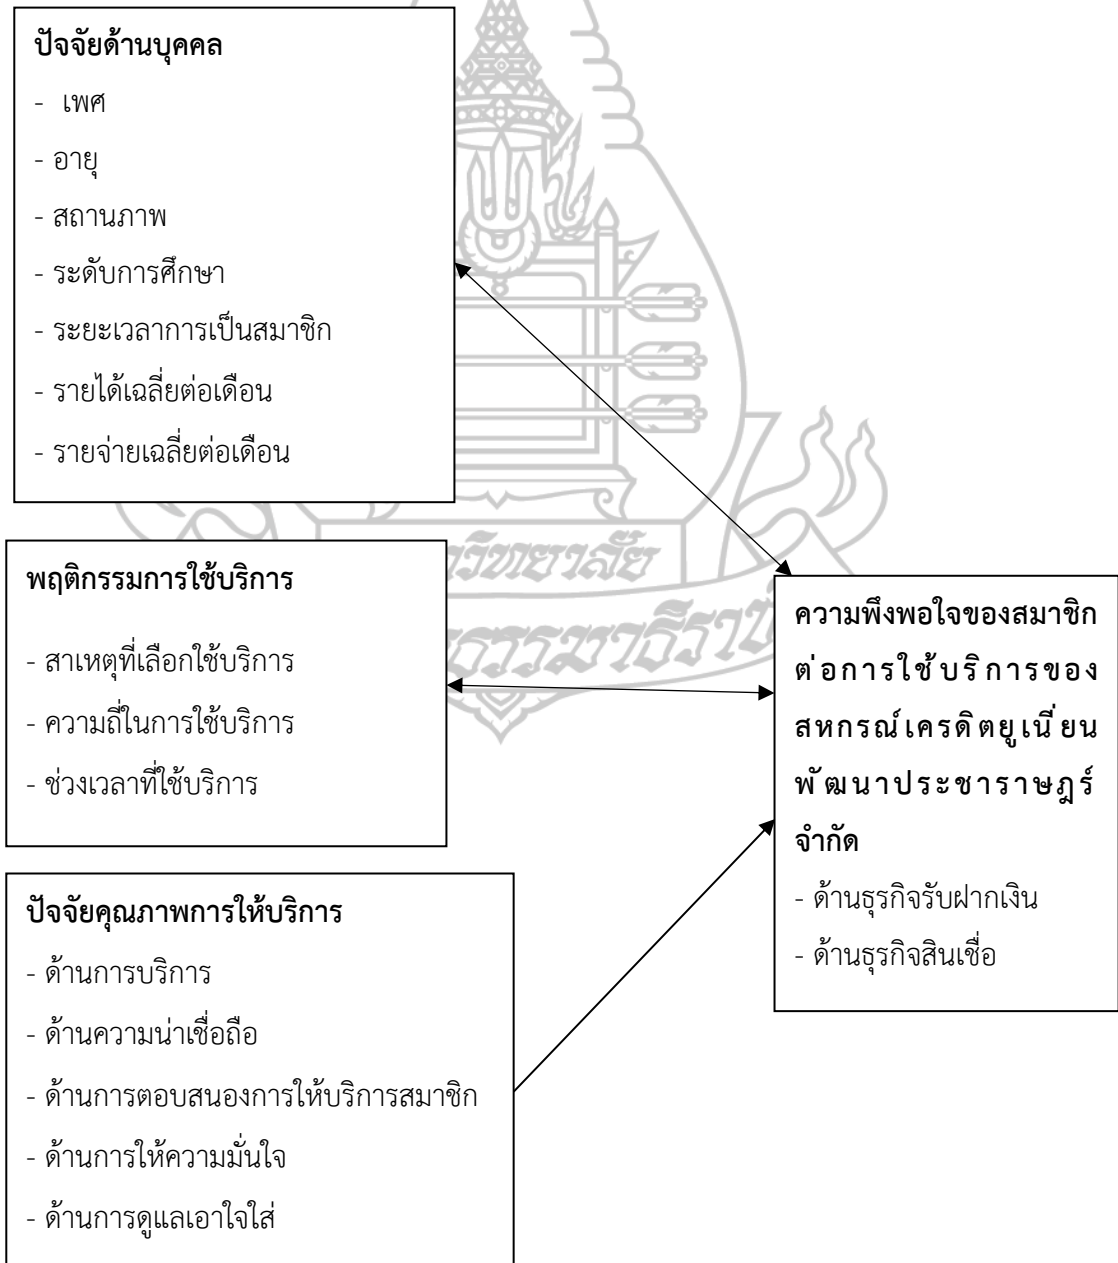 ปัจจัยด้านบุคคล
- เพศ
- อายุ
- สถานภาพ
- ระดับการศึกษา
- ระยะเวลาการเป็นสมาชิก
- รายได้เฉลี่ยต่อเดือน
- รายจ่ายเฉลี่ยต่อเดือน
พฤติกรรมการใช้บริการ
- สาเหตุที่เลือกใช้บริการ
- ความถี่ในการใช้บริการ
- ช่วงเวลาที่ใช้บริการ
ปัจจัยคุณภาพการให้บริการ
- ด้านการบริการ
- ด้านความน่าเชื่อถือ
- ด้านการตอบสนองการให้บริการสมาชิก
- ด้านการให้ความมั่นใจ
- ด้านการดูแลเอาใจใส่
ความพึงพอใจของสมาชิก
ต่อการใช้บริการของ
สหกรณ์เครดิตยูเนี่ยน
พัฒนาประชาราษฎร์
จำกัด
- ด้านธุรกิจรับฝากเงิน
- ด้านธุรกิจสินเชื่อ